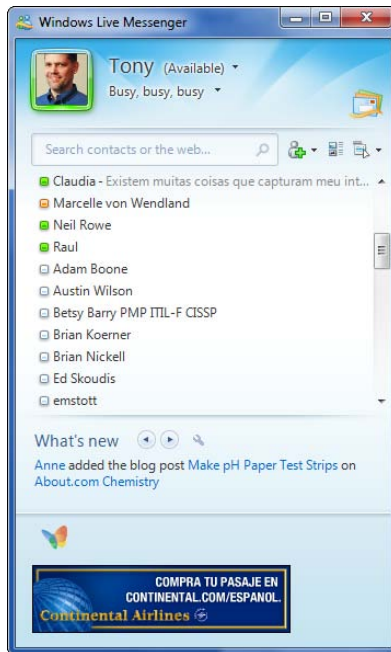 Windows Live Messenger
Tony (Available)
Busy, busy, busy
Search contacts or the web...
Claudia - Existem muitas coisas que capturam meu int...
Marcelle von Wendland
Neil Rowe
Raul
Adam Boone
Austin Wilson
Betsy Barry PMP ITIL-F CISSP
Brian Koerner
Brian Nickell
Ed Skoudis
emstott
What's new
Anne added the blog post Make pH Paper Test Strips on
About.com Chemistry
COMPRA TU PASAJE EN
CONTINENTAL.COM/ESPANOL.
Continental Airlines